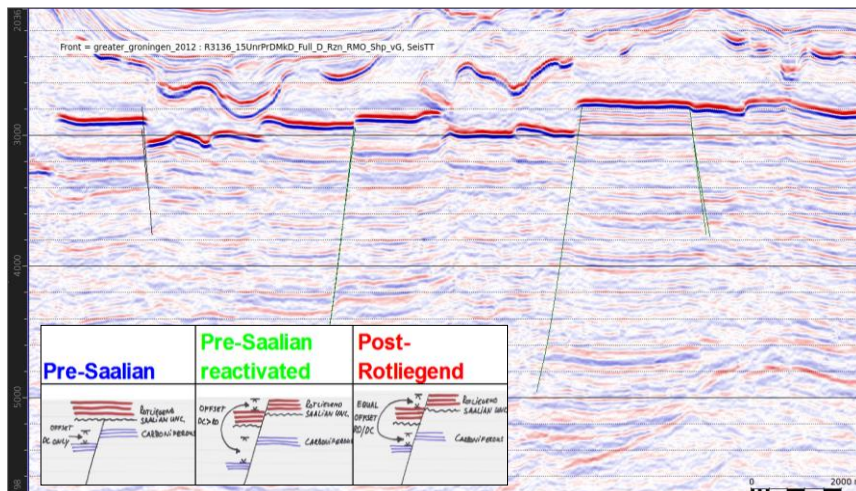 2036
Front = greater_groningen_2012 : R3136_15UnrPrDMkD_Full_D_Rzn_RMO_Shp_vG, SeisTT
3000
4000
5000
98
0 2000 m
Pre-Saalian
Pre-Saalian
reactivated
Post-
Rotliegend
ROTLIEGEND
SAALIAN UNC.
OFFSET
DC ONLY
CARBONIFEROUS
OFFSET
DC>RO
ROTLIEGEND
SAALIAN UNC.
CARBONIFEROUS
EQUAL
OFFSET
RO/DC
ROTLIEGEND
SAALIAN UNC.
CARBONIFEROUS